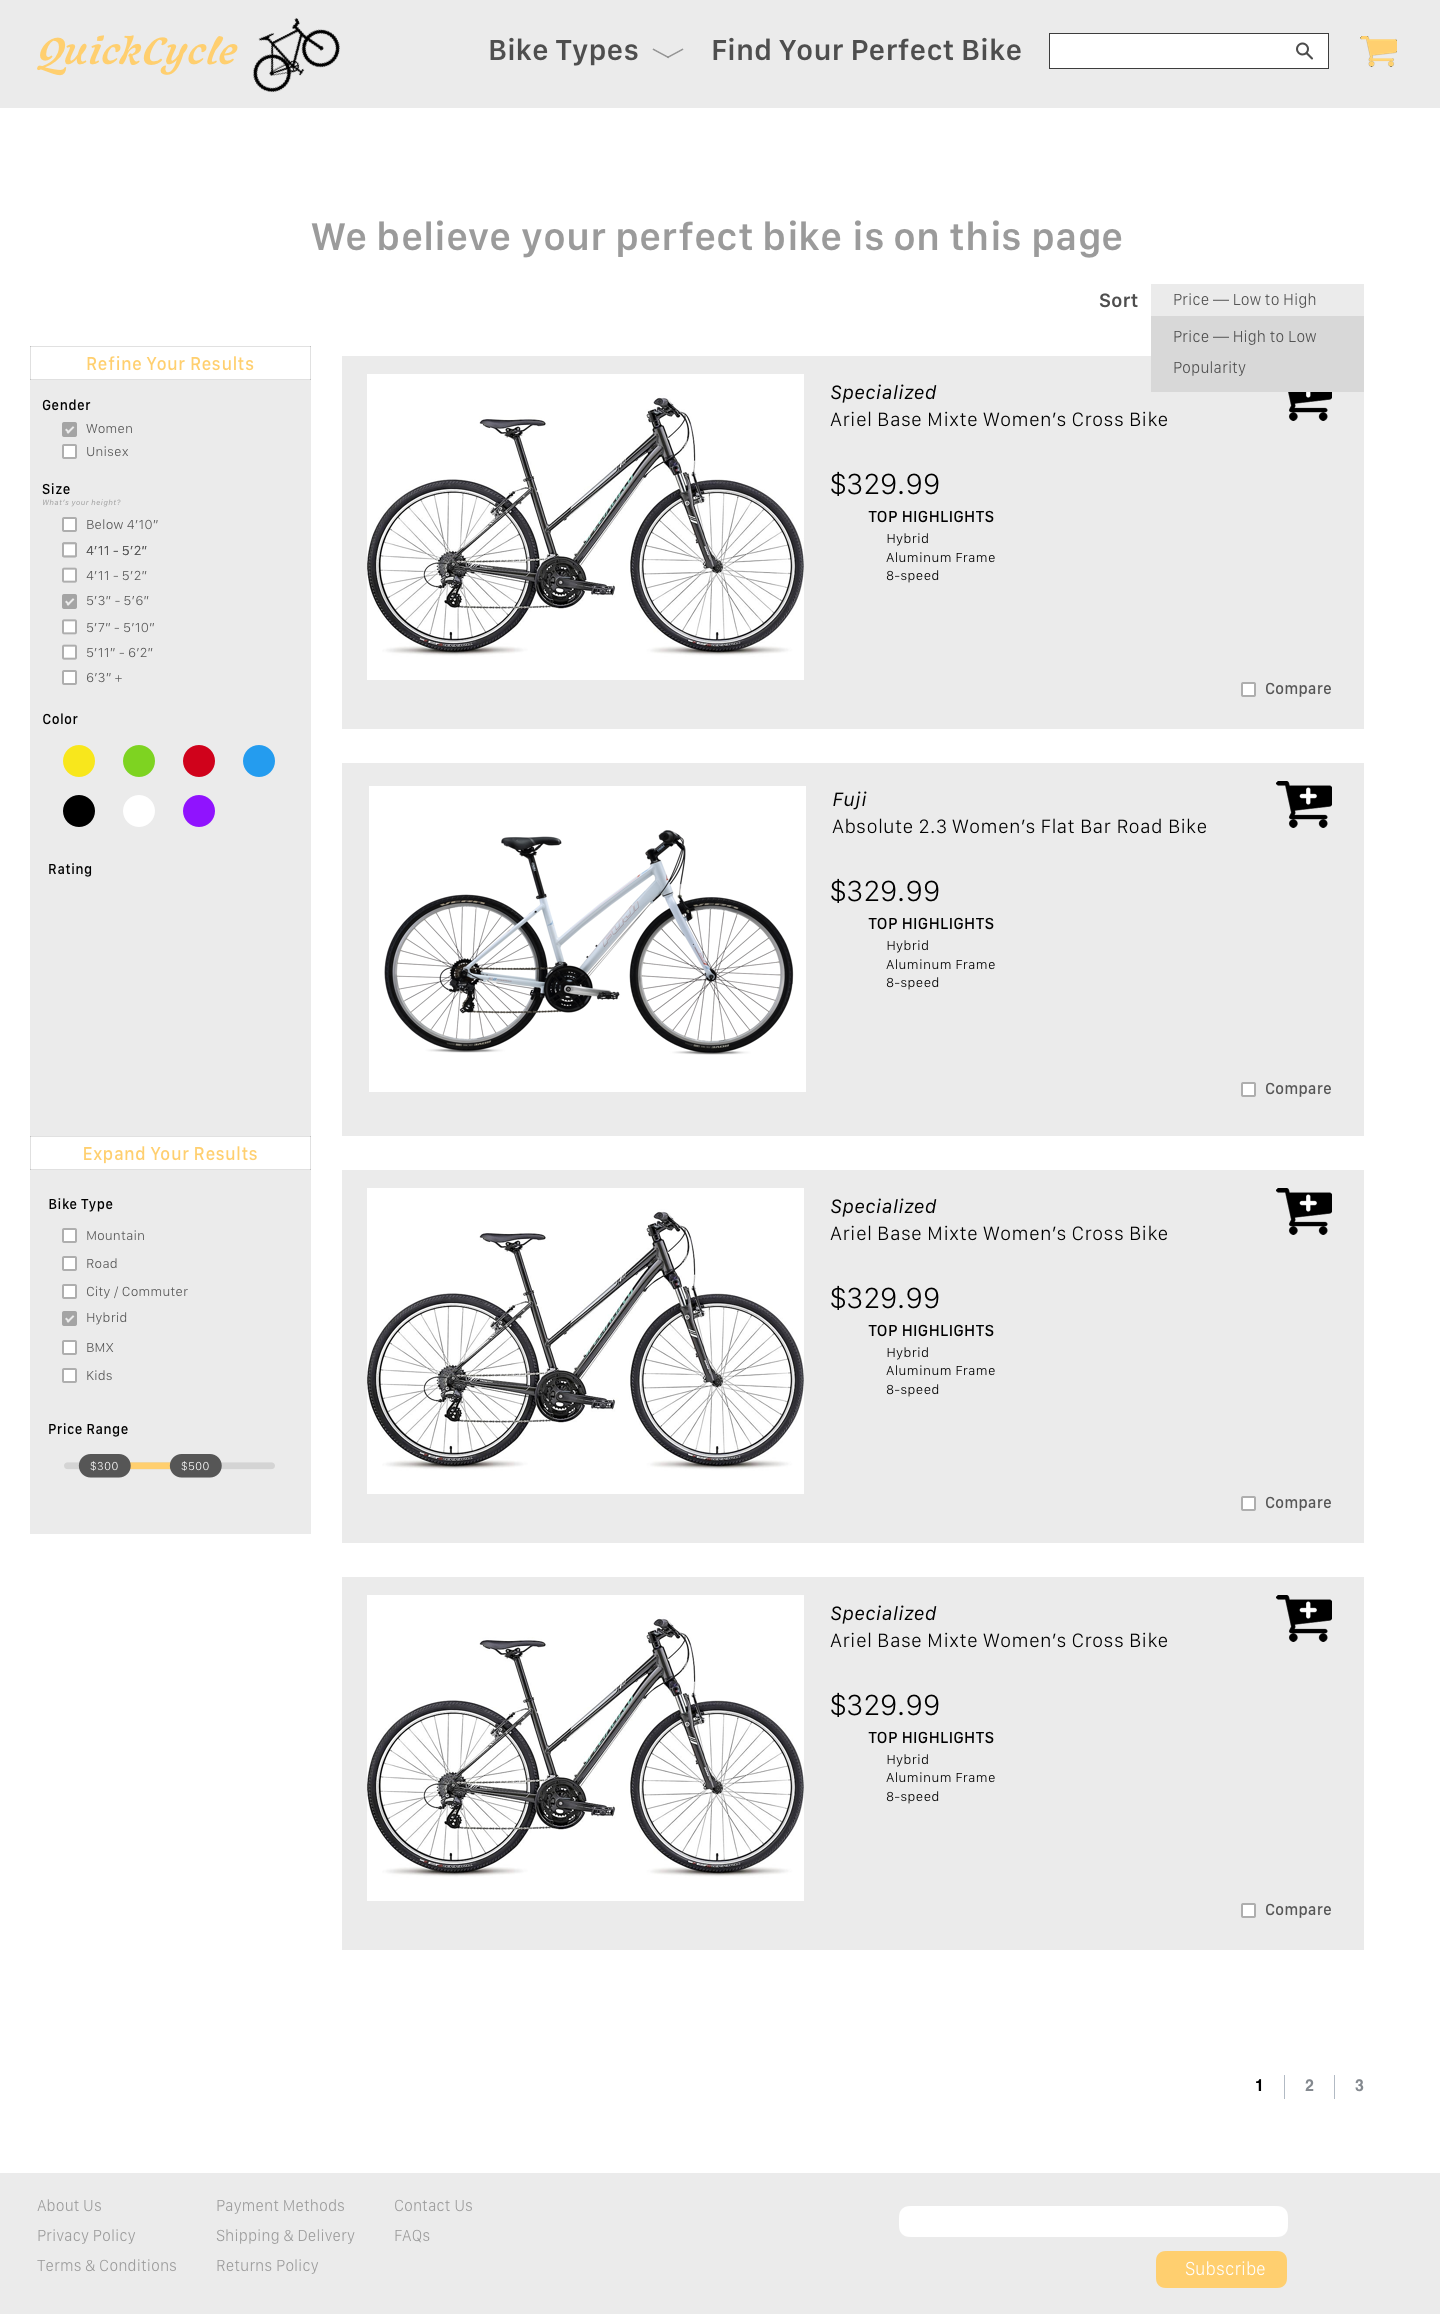 QuickCycle
Bike Types
Find Your Perfect Bike
We believe your perfect bike is on this page
Sort
Price — Low to High
Price — High to Low
Popularity
Refine Your Results
Gender
Women
Unisex
Size
What's your height?
Below 4'10"
4'11 - 5'2"
4'11 - 5'2"
5'3" - 5'6"
5'7" - 5'10"
5'11" - 6'2"
6'3" +
Color
Rating
Expand Your Results
Bike Type
Mountain
Road
City / Commuter
Hybrid
BMX
Kids
Price Range
$300
$500
Specialized
Ariel Base Mixte Women's Cross Bike
$329.99
TOP HIGHLIGHTS
Hybrid
Aluminum Frame
8-speed
Compare
Fuji
Absolute 2.3 Women's Flat Bar Road Bike
$329.99
TOP HIGHLIGHTS
Hybrid
Aluminum Frame
8-speed
Compare
Specialized
Ariel Base Mixte Women's Cross Bike
$329.99
TOP HIGHLIGHTS
Hybrid
Aluminum Frame
8-speed
Compare
Specialized
Ariel Base Mixte Women's Cross Bike
$329.99
TOP HIGHLIGHTS
Hybrid
Aluminum Frame
8-speed
Compare
1 2 3
About Us
Privacy Policy
Terms & Conditions
Payment Methods
Shipping & Delivery
Returns Policy
Contact Us
FAQs
Subscribe